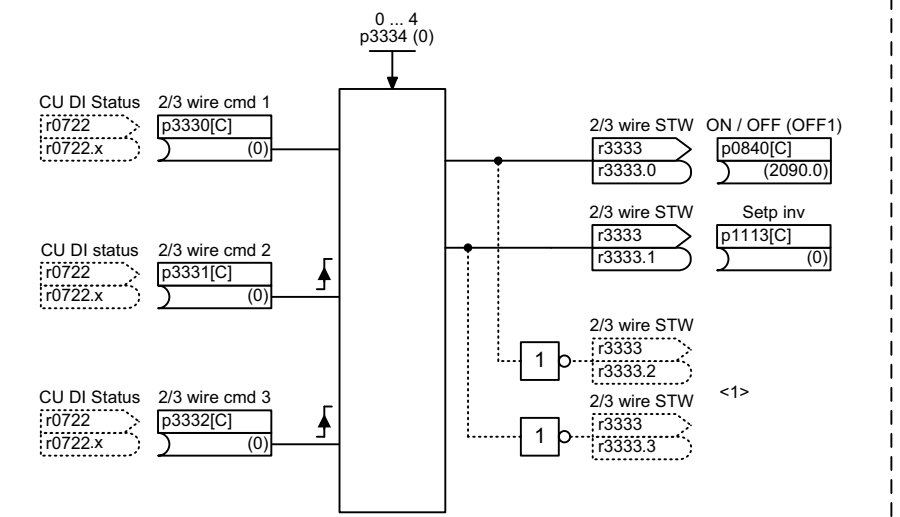 0 ... 4
p3334 (0)
CU DI Status
r0722
r0722.x
2/3 wire cmd 1
p3330[C]
(0)
CU DI status
r0722
r0722.x
2/3 wire cmd 2
p3331[C]
(0)
CU DI Status
r0722
r0722.x
2/3 wire cmd 3
p3332[C]
(0)
2/3 wire STW
r3333
r3333.0
ON / OFF (OFF1)
p0840[C]
(2090.0)
2/3 wire STW
r3333
r3333.1
Setp inv
p1113[C]
(0)
1
2/3 wire STW
r3333
r3333.2
<1>
1
2/3 wire STW
r3333
r3333.3